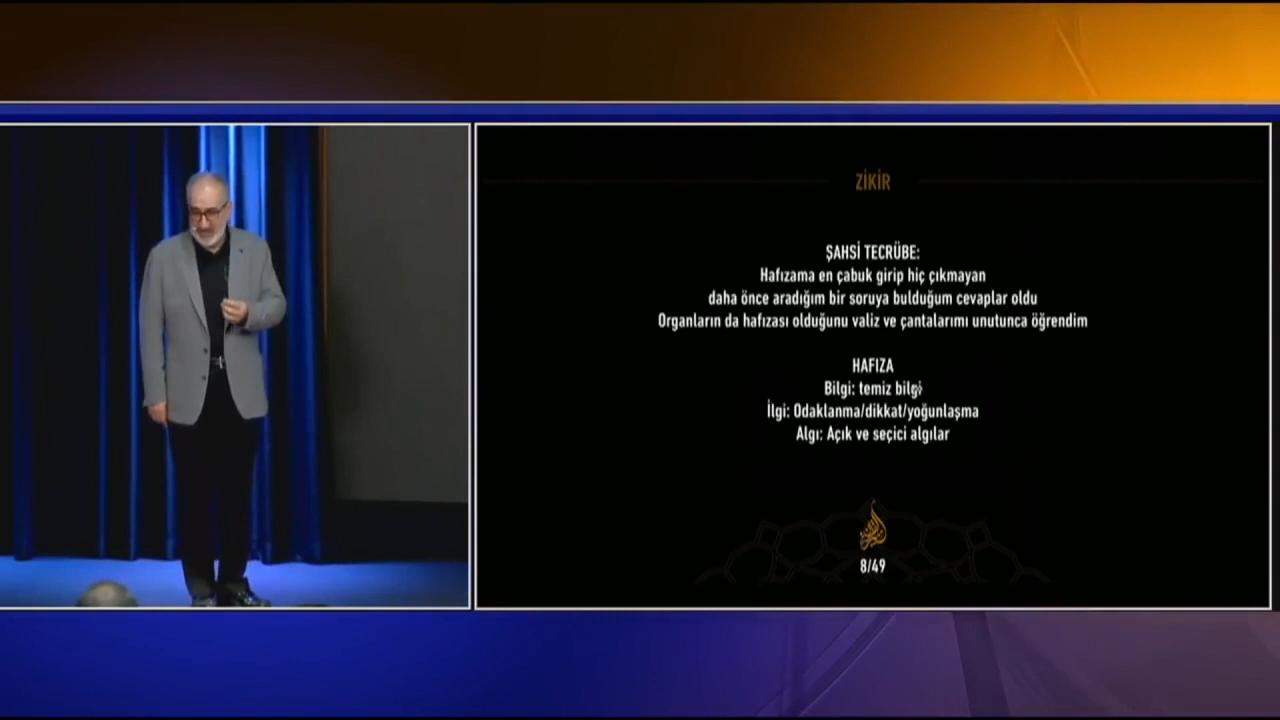 ZİKİR
ŞAHSİ TECRÜBE:
Hafızama en çabuk girip hiç çıkmayan
daha önce aradığım bir soruya bulduğum cevaplar oldu
Organların da hafızası olduğunu valiz ve çantalarımı unutunca öğrendim
HAFIZA
Bilgi: temiz bilgi
İlgi: Odaklanma/dikkat/yoğunlaşma
Algı: Açık ve seçici algılar
8/49